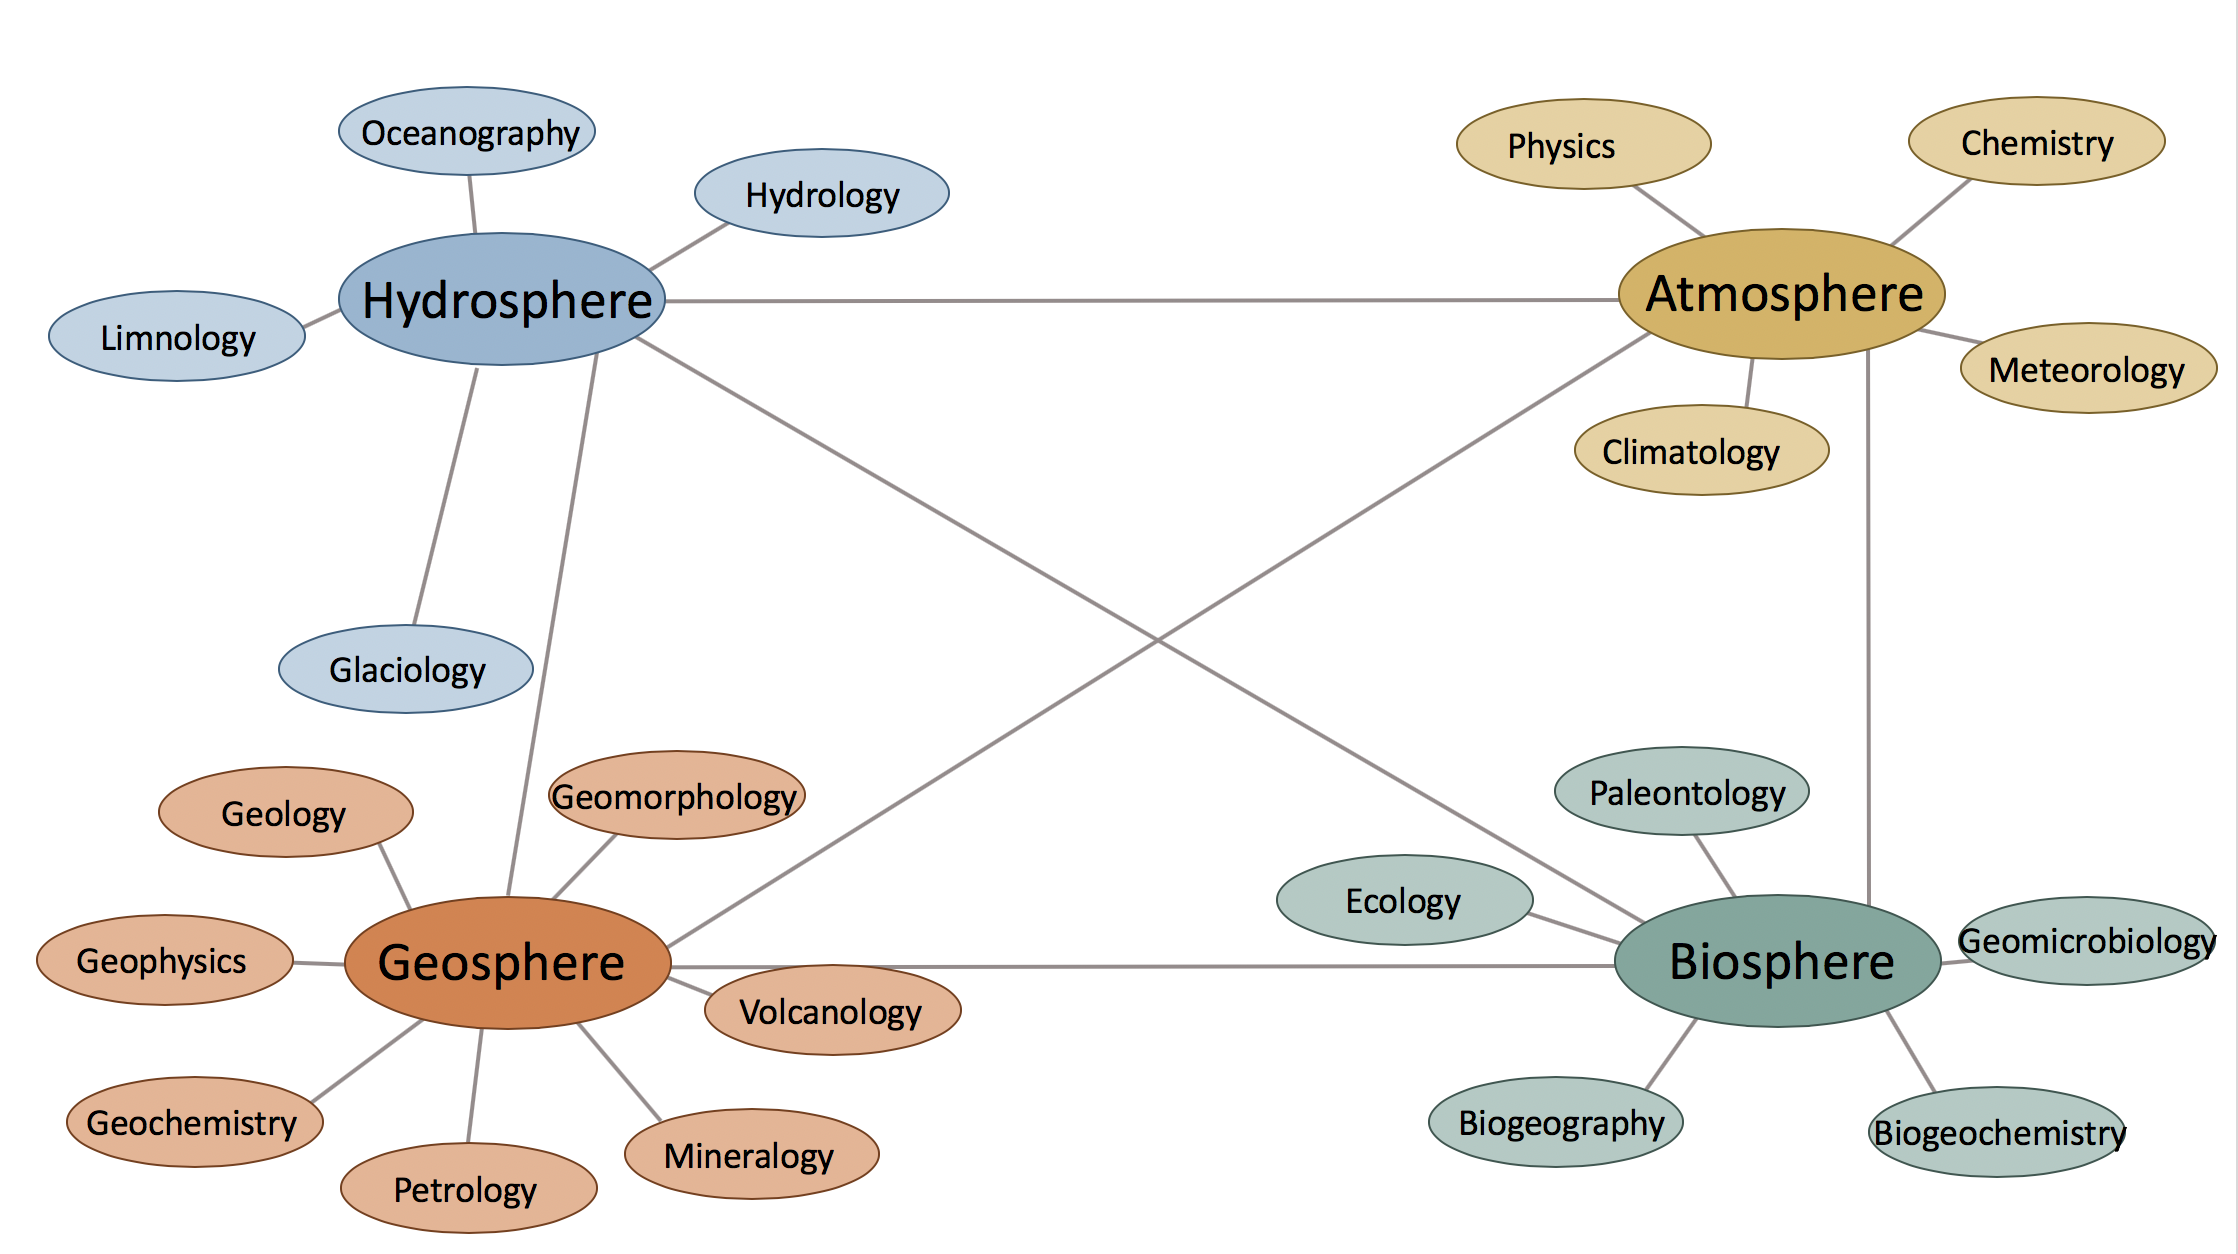 Oceanography
Hydrology
Hydrosphere
Limnology
Glaciology
Physics
Chemistry
Atmosphere
Meteorology
Climatology
Geology
Geomorphology
Geophysics
Geosphere
Volcanology
Geochemistry
Petrology
Mineralogy
Paleontology
Ecology
Geomicrobiology
Biosphere
Biogeography
Biogeochemistry